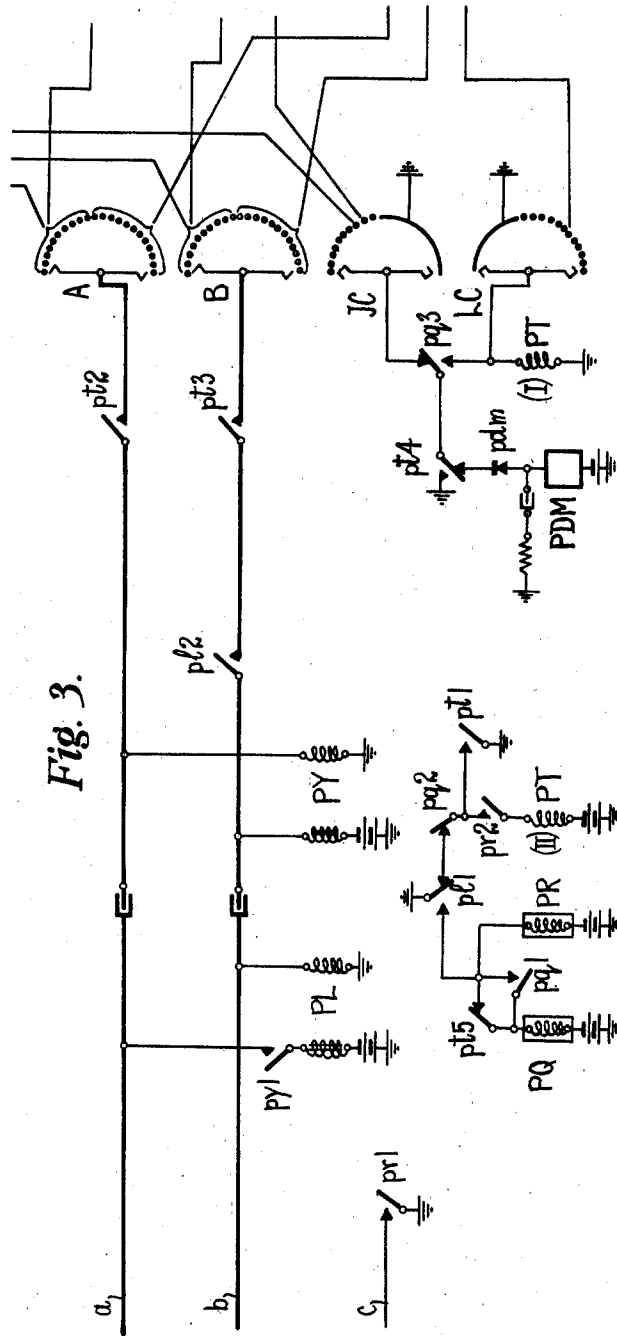 Fig. 3.
a,
b,
c,
A
B
JC
LC
pt2
pt3
pl2
pq3
pt4
PT
(I)
pdm
PDM
PY
PL
py1
pt1
pq2
pr2
PT
(II)
pl1
PR
pq1
pt5
PQ
pr1